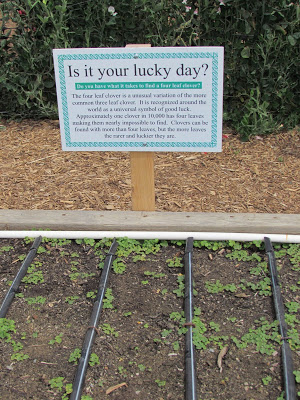 Is it your lucky day?
Do you have what it takes to find a four leaf clover?
The four leaf clover is a unusual variation of the more
common three leaf clover. It is recognized around the
world as a universal symbol of good luck.
Approximately one clover in 10,000 has four leaves
making them nearly impossible to find. Clovers can be
found with more than four leaves, but the more leaves
the rarer and luckier they are.